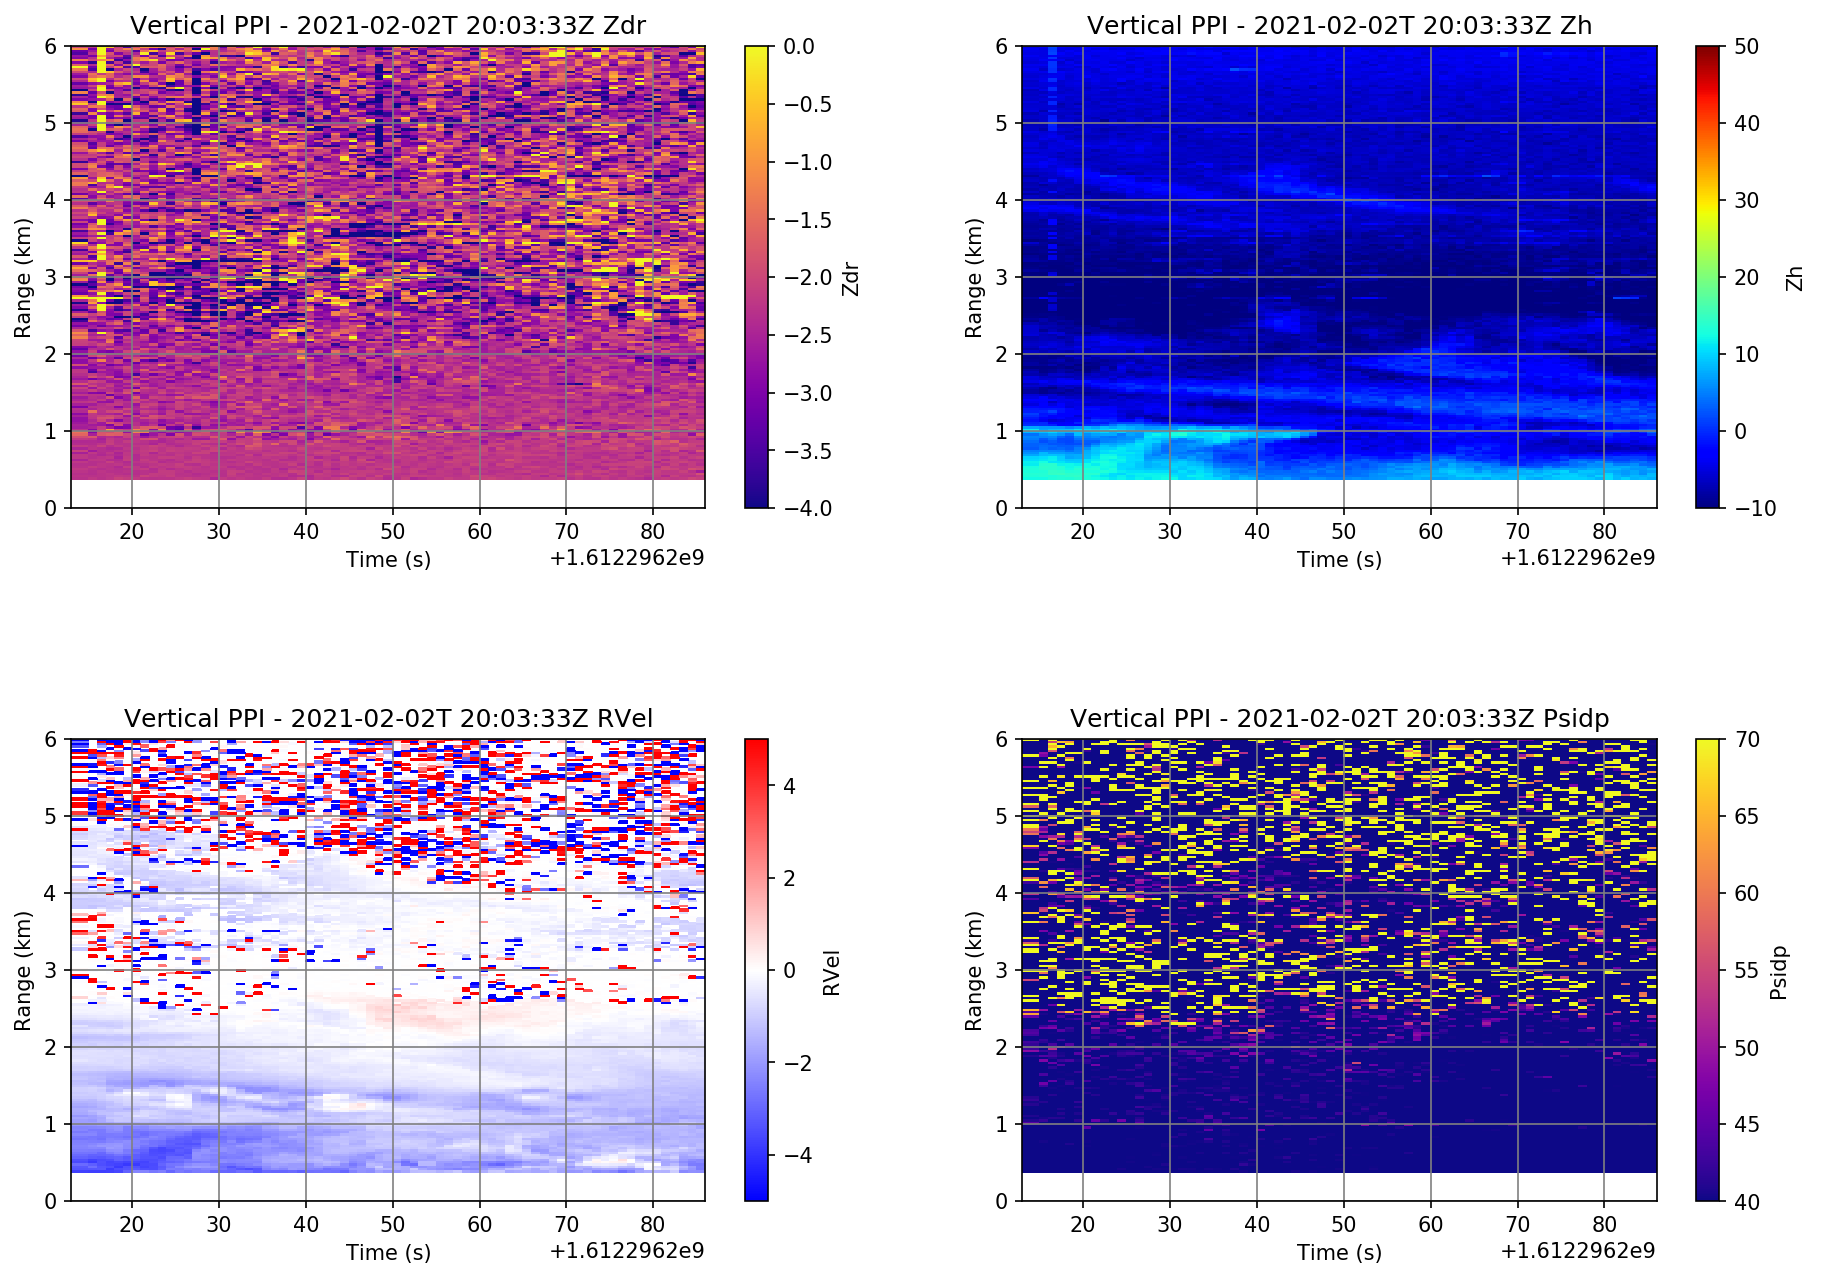 Vertical PPI - 2021-02-02T 20:03:33Z Zdr
6
5
4
3
2
1
0
Range (km)
20 30 40 50 60 70 80
Time (s)
+1.6122962e9
0.0
−0.5
−1.0
−1.5
−2.0
−2.5
−3.0
−3.5
−4.0
Zdr
Vertical PPI - 2021-02-02T 20:03:33Z Zh
6
5
4
3
2
1
0
Range (km)
20 30 40 50 60 70 80
Time (s)
+1.6122962e9
50
40
30
20
10
0
−10
Zh
Vertical PPI - 2021-02-02T 20:03:33Z RVel
6
5
4
3
2
1
0
Range (km)
20 30 40 50 60 70 80
Time (s)
+1.6122962e9
4
2
0
−2
−4
RVel
Vertical PPI - 2021-02-02T 20:03:33Z Psidp
6
5
4
3
2
1
0
Range (km)
20 30 40 50 60 70 80
Time (s)
+1.6122962e9
70
65
60
55
50
45
40
Psidp